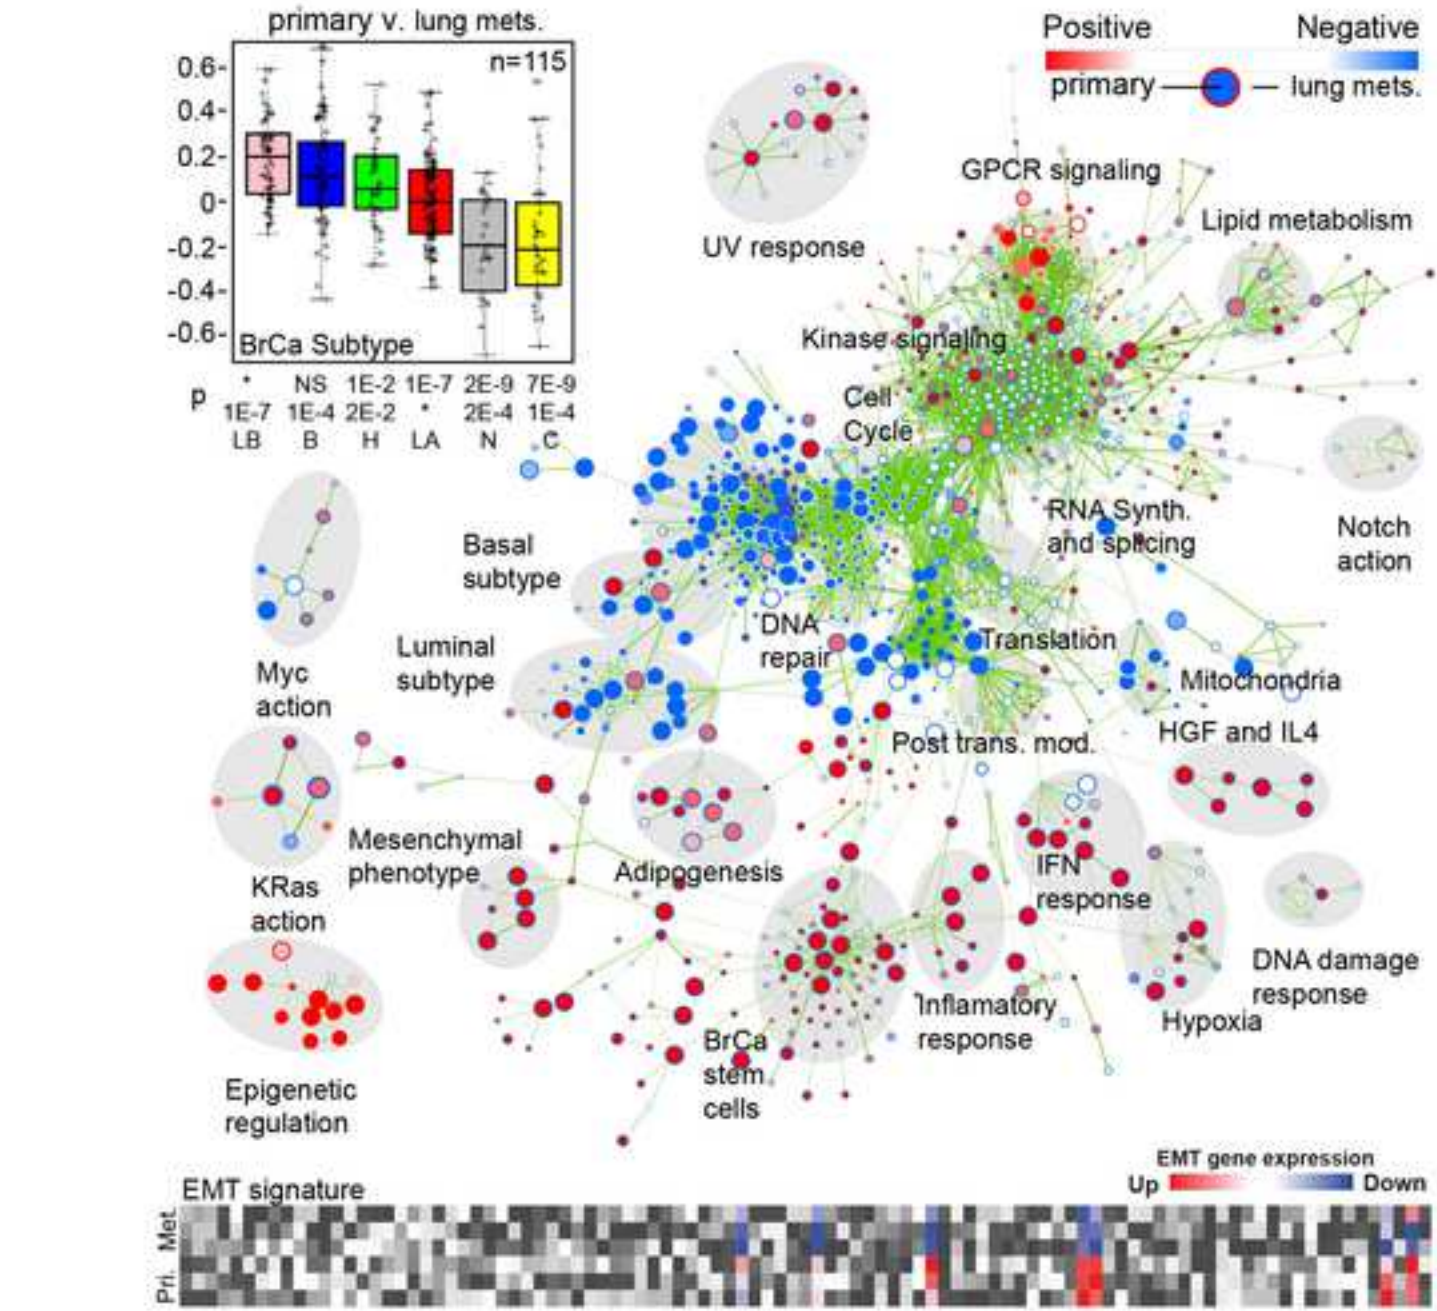 primary v. lung mets.
n=115
0.6-
0.4-
0.2-
0-
-0.2-
-0.4-
-0.6-
BrCa Subtype
p
* NS 1E-2 1E-7 2E-9 7E-9
1E-7 1E-4 2E-2 * 2E-4 1E-4
LB B H LA N C
Positive Negative
primary lung mets.
UV response
GPCR signaling
Lipid metabolism
Kinase signaling
Cell
Cycle
Notch
action
RNA Synth.
and splicing
Basal
subtype
DNA
repair
Translation
Luminal
subtype
Mitochondria
Myc
action
Post trans. mod.
HGF and IL4
Mesenchymal
phenotype
Adipogenesis
KRas
action
IFN
response
DNA damage
response
Inflamatory
response
Hypoxia
BrCa
stem
cells
Epigenetic
regulation
EMT gene expression
Up Down
EMT signature
Met.
Pri.